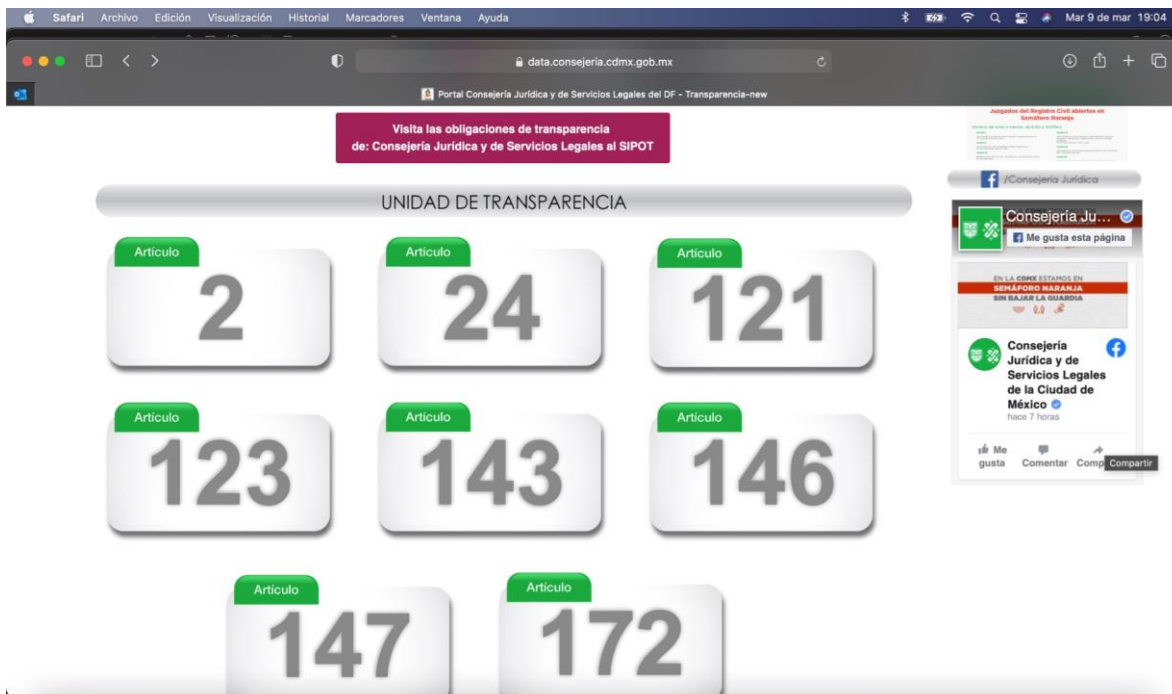 Safari Archivo Edición Visualización Historial Marcadores Ventana Ayuda
Mar 9 de mar 19:04
data.consejeria.cdmx.gob.mx
Portal Consejería Jurídica y de Servicios Legales del DF - Transparencia-new
Visita las obligaciones de transparencia
de: Consejería Jurídica y de Servicios Legales al SIPOT
UNIDAD DE TRANSPARENCIA
Artículo
2
Artículo
24
Artículo
121
Artículo
123
Artículo
143
Artículo
146
Artículo
147
Artículo
172
Juzgados del Registro Civil abiertos en
Semáforo Naranja
/Consejería Jurídica
Consejería Ju...
Me gusta esta página
EN LA CDMX ESTAMOS EN
SEMÁFORO NARANJA
SIN BAJAR LA GUARDIA
Consejería
Jurídica y de
Servicios Legales
de la Ciudad de
México
hace 7 horas
Me gusta
Comentar
Comp
Compartir